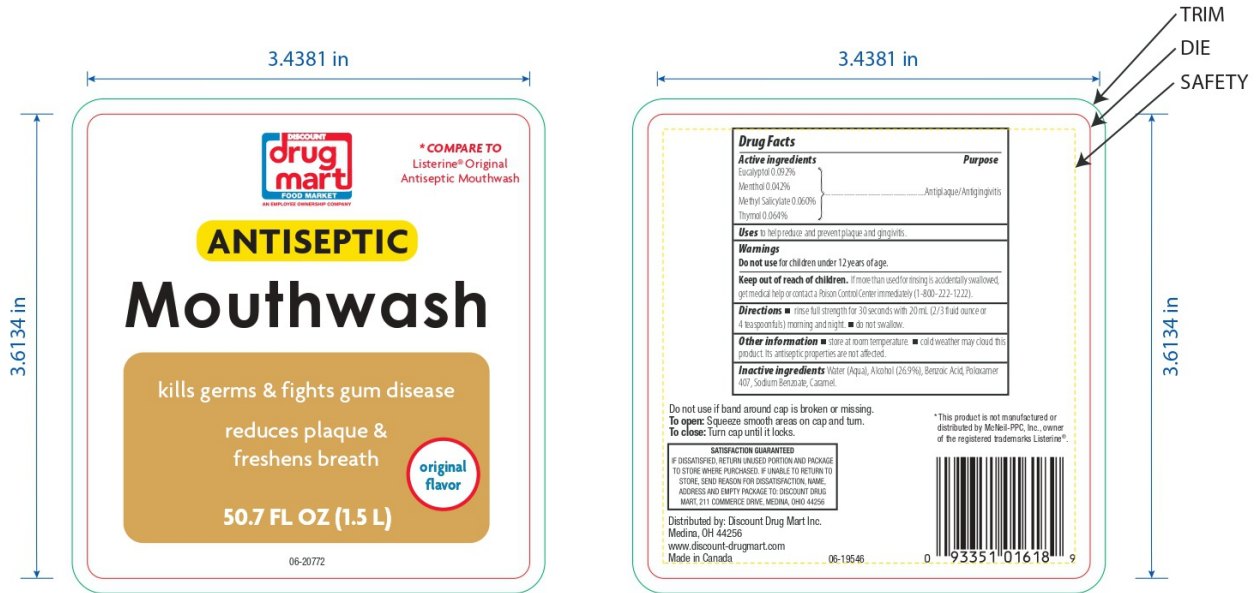 TRIM
DIE
SAFETY
3.4381 in
3.6134 in
DISCOUNT
drug
mart
FOOD MARKET
AN EMPLOYEE OWNERSHIP COMPANY
* COMPARE TO
Listerine® Original
Antiseptic Mouthwash
ANTISEPTIC
Mouthwash
kills germs & fights gum disease
reduces plaque &
freshens breath
original
flavor
50.7 FL OZ (1.5 L)
06-20772
3.4381 in
3.6134 in
Drug Facts
Active ingredients Purpose
Eucalyptol 0.092%
Menthol 0.042%
Methyl Salicylate 0.060%
Thymol 0.064%
Antiplaque/Antigingivitis
Uses to help reduce and prevent plaque and gingivitis.
Warnings
Do not use for children under 12 years of age.
Keep out of reach of children. If more than used for rinsing is accidentally swallowed,
get medical help or contact a Poison Control Center immediately (1-800-222-1222).
Directions ■ rinse full strength for 30 seconds with 20 mL (2/3 fluid ounce or
4 teaspoonfuls) morning and night. ■ do not swallow.
Other information ■ store at room temperature. ■ cold weather may cloud this
product. Its antiseptic properties are not affected.
Inactive ingredients Water (Aqua), Alcohol (26.9%), Benzoic Acid, Poloxamer
407, Sodium Benzoate, Caramel.
Do not use if band around cap is broken or missing.
To open: Squeeze smooth areas on cap and turn.
To close: Turn cap until it locks.
* This product is not manufactured or
distributed by McNeil-PPC, Inc., owner
of the registered trademarks Listerine®.
SATISFACTION GUARANTEED
IF DISSATISFIED, RETURN UNUSED PORTION AND PACKAGE
TO STORE WHERE PURCHASED. IF UNABLE TO RETURN TO
STORE, SEND REASON FOR DISSATISFACTION, NAME,
ADDRESS AND EMPTY PACKAGE TO: DISCOUNT DRUG
MART, 211 COMMERCE DRIVE, MEDINA, OHIO 44256
Distributed by: Discount Drug Mart Inc.
Medina, OH 44256
www.discount-drugmart.com
Made in Canada
06-19546
0 93351 01618 9